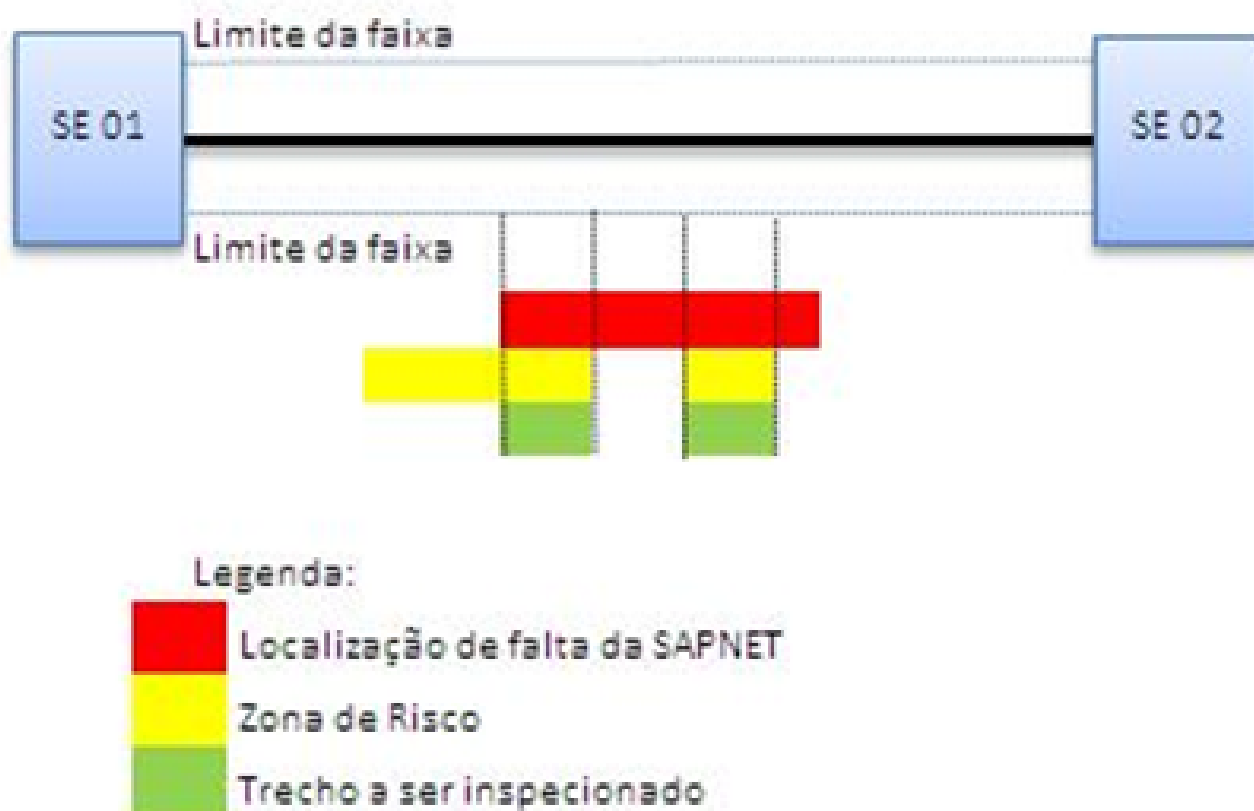 Limite da faixa
SE 01
SE 02
Limite da faixa
Legenda:
Localização de falta da SAPNET
Zona de Risco
Trecho a ser inspecionado